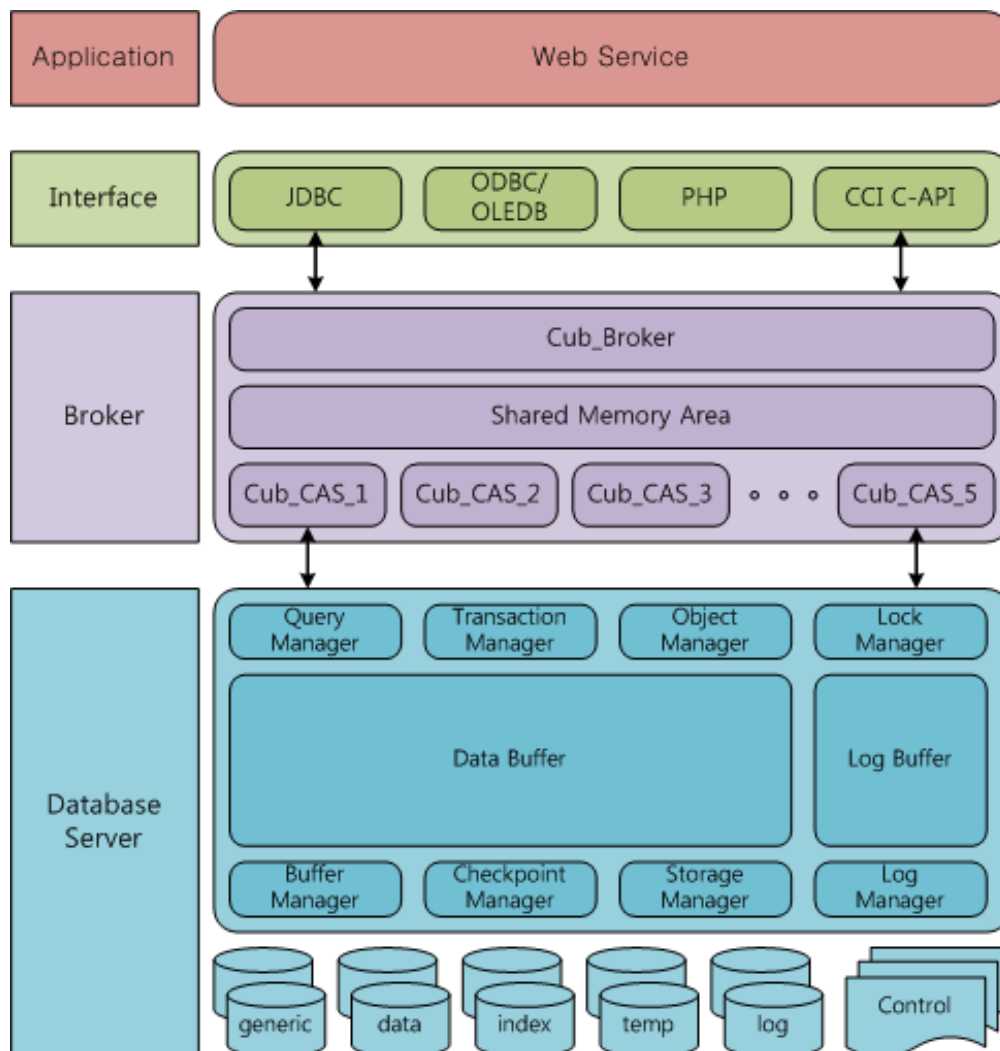 Application
Web Service
Interface
JDBC
ODBC/
OLEDB
PHP
CCI C-API
Broker
Cub_Broker
Shared Memory Area
Cub_CAS_1
Cub_CAS_2
Cub_CAS_3
Cub_CAS_5
Database
Server
Query
Manager
Transaction
Manager
Object
Manager
Lock
Manager
Data Buffer
Log Buffer
Buffer
Manager
Checkpoint
Manager
Storage
Manager
Log
Manager
generic
data
index
temp
log
Control